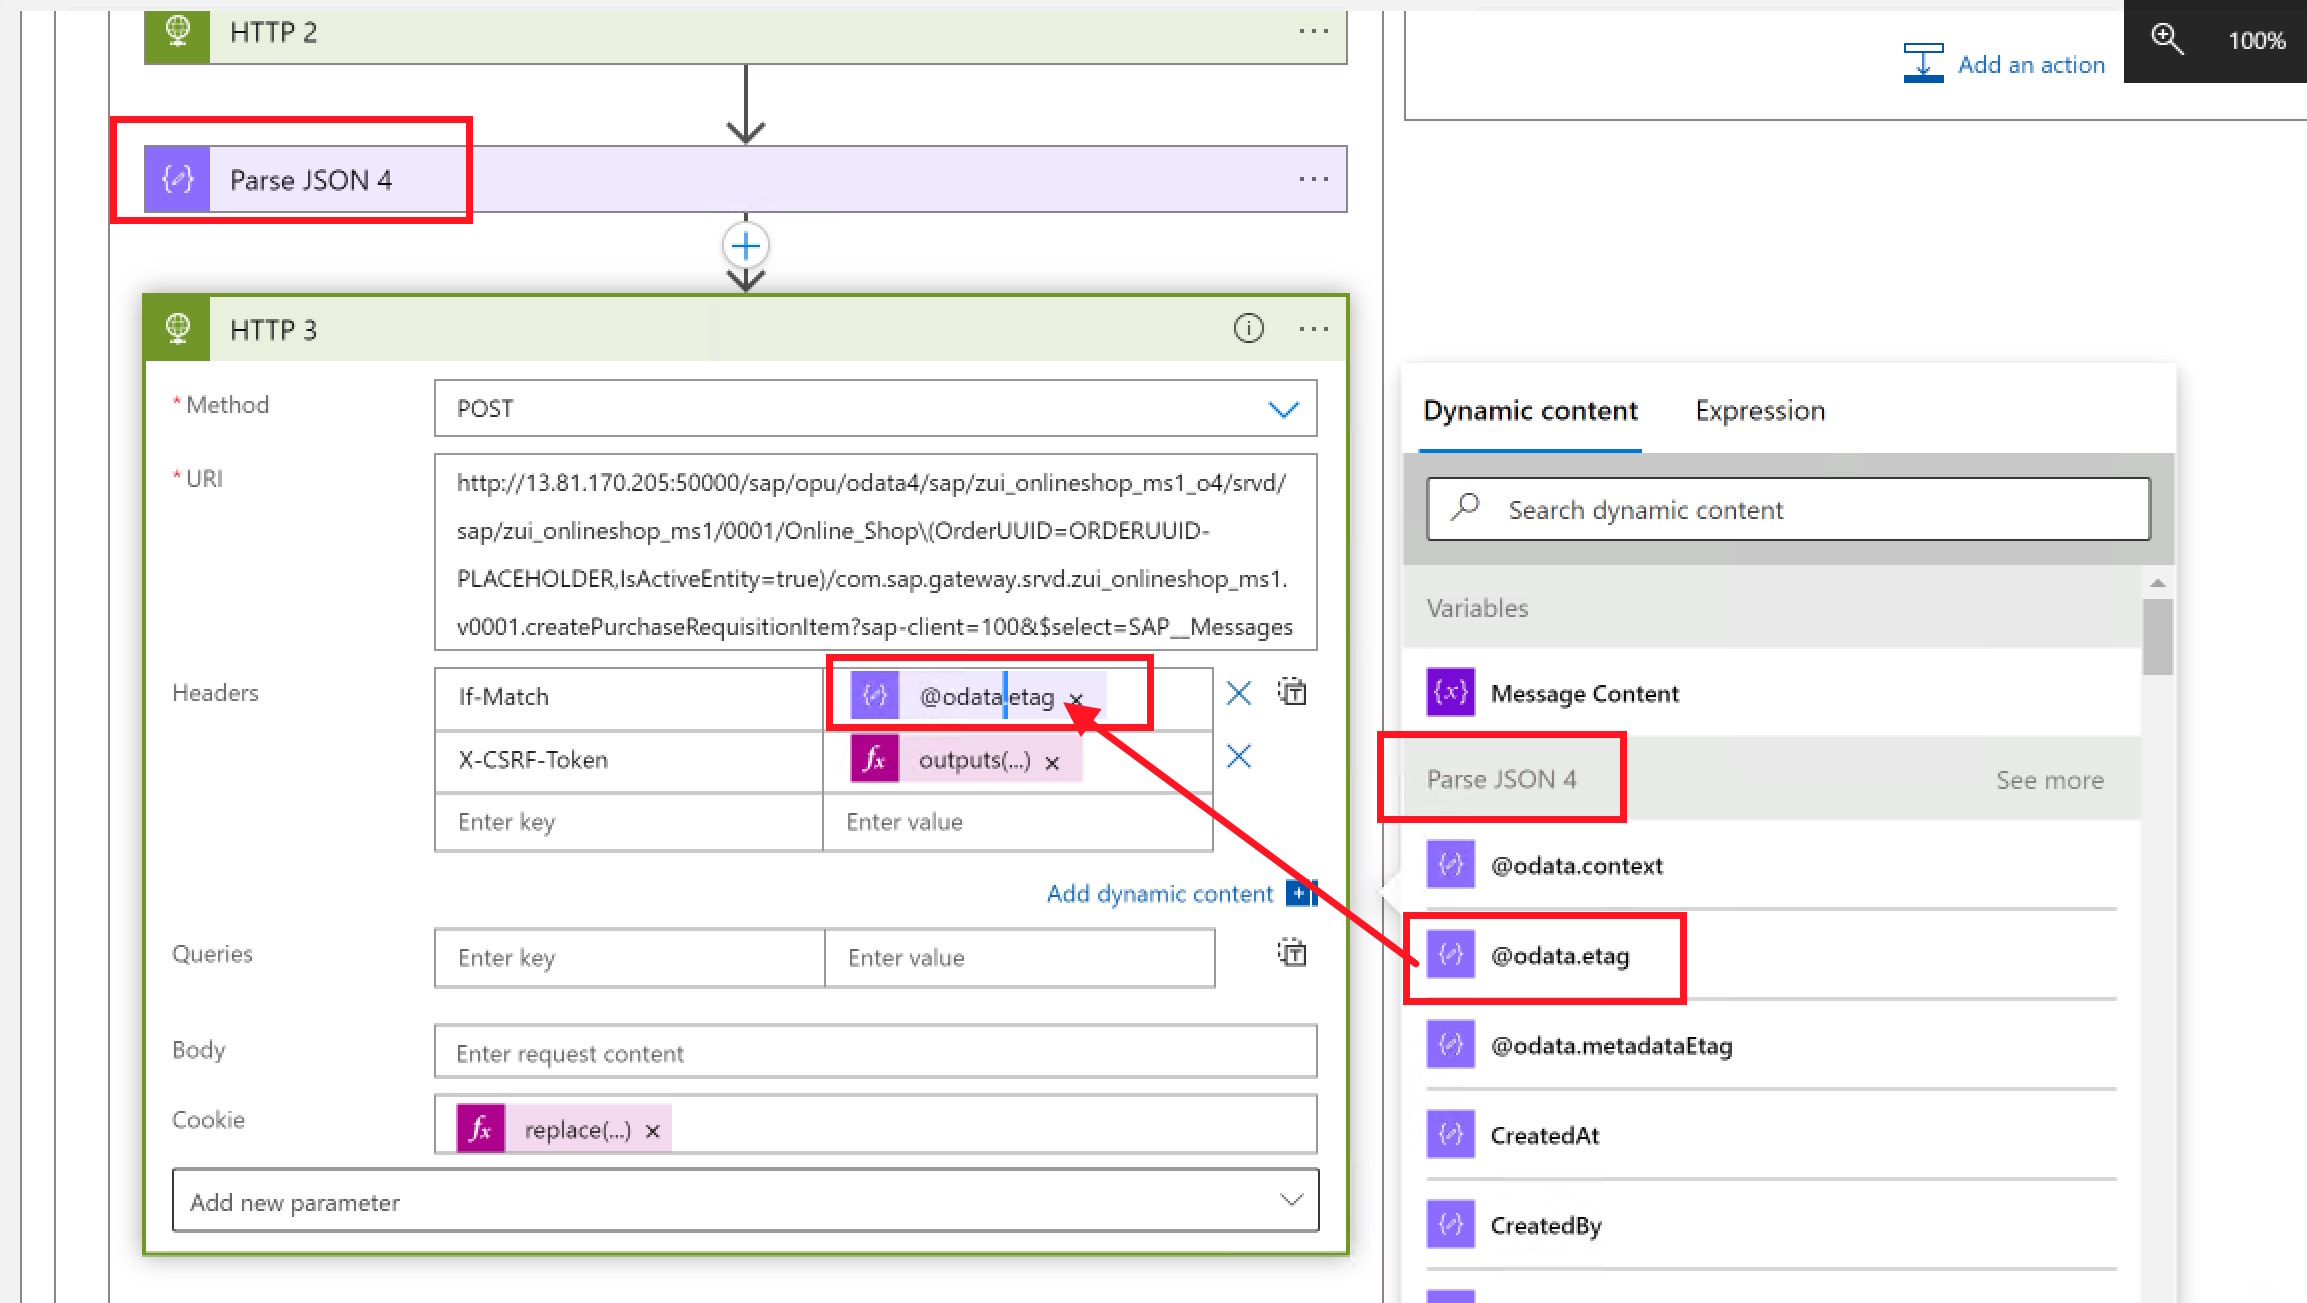 HTTP 2
Add an action
100%
Parse JSON 4
HTTP 3
* Method
POST
* URI
http://13.81.170.205:50000/sap/opu/odata4/sap/zui_onlineshop_ms1_o4/srvd/
sap/zui_onlineshop_ms1/0001/Online_Shop\(OrderUUID=ORDERUUID-
PLACEHOLDER,IsActiveEntity=true)/com.sap.gateway.srvd.zui_onlineshop_ms1.
v0001.createPurchaseRequisitionItem?sap-client=100&$select=SAP__Messages
Headers
If-Match
@odata.etag ×
X-CSRF-Token
fx outputs(...) ×
Enter key
Enter value
Add dynamic content
Queries
Enter key
Enter value
Body
Enter request content
Cookie
fx replace(...) ×
Add new parameter
Dynamic content
Expression
Search dynamic content
Variables
{x} Message Content
Parse JSON 4
See more
@odata.context
@odata.etag
@odata.metadataEtag
CreatedAt
CreatedBy